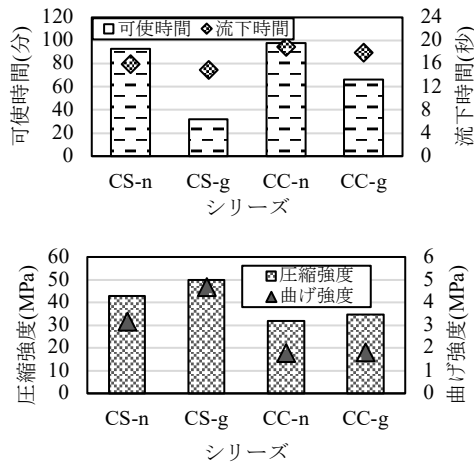 可使時間(分)
120
100
80
60
40
20
0
可使時間 流下時間
24
20
16
12
8
4
0
流下時間(秒)
CS-n CS-g CC-n CC-g
シリーズ
圧縮強度(MPa)
60
50
40
30
20
10
0
圧縮強度
曲げ強度
6
5
4
3
2
1
0
曲げ強度(MPa)
CS-n CS-g CC-n CC-g
シリーズ